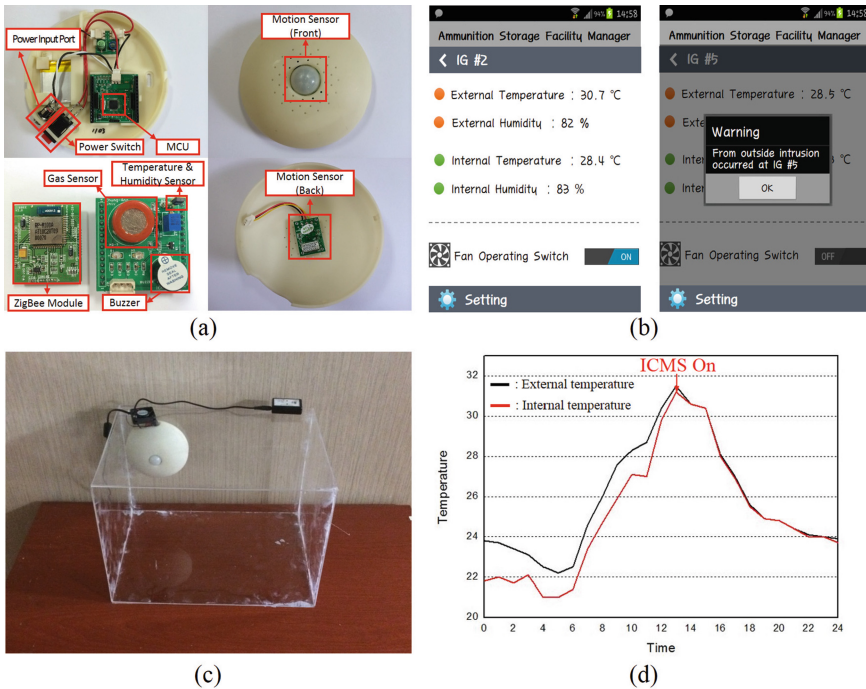 Power Input Port
Power Switch
MCU
Motion Sensor
(Front)
Gas Sensor
Temperature &
Humidity Sensor
ZigBee Module
Buzzer
Motion Sensor
(Back)
(a)
94% 14:58
Ammunition Storage Facility Manager
IG #2
External Temperature : 30.7 ℃
External Humidity : 82 %
Internal Temperature : 28.4 ℃
Internal Humidity : 83 %
Fan Operating Switch ON
Setting
94% 14:58
Ammunition Storage Facility Manager
IG #5
External Temperature : 28.5 ℃
Warning
From outside intrusion
occurred at IG #5
OK
Fan Operating Switch OFF
Setting
(b)
(c)
ICMS On
: External temperature
: Internal temperature
Temperature
32
30
28
26
24
22
20
0 2 4 6 8 10 12 14 16 18 20 22 24
Time
(d)